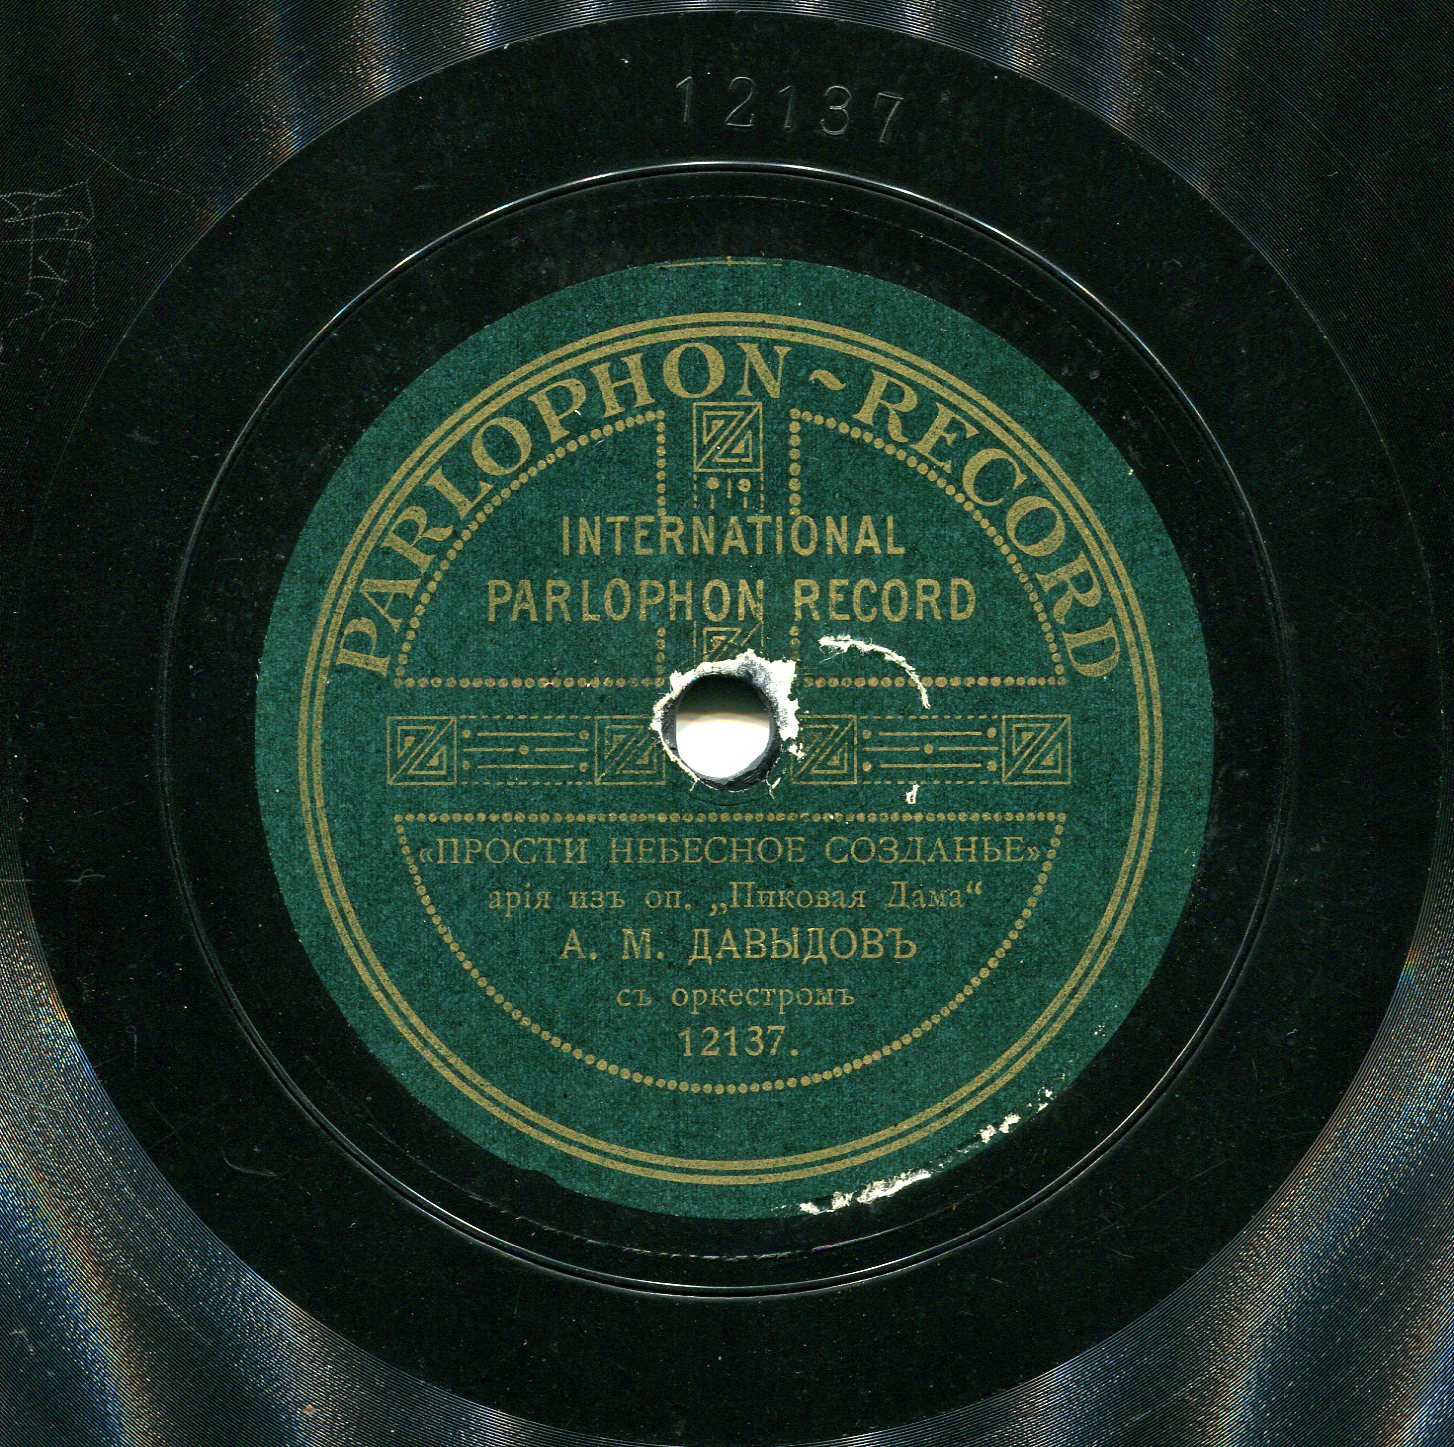 12137
PARLOPHON ~ RECORD
INTERNATIONAL
PARLOPHON RECORD
«ПРОСТИ НЕБЕСНОЕ СОЗДАНЬЕ»
арія изъ оп. „Пиковая Дама“
А. М. ДАВЫДОВЪ
съ оркестромъ
12137.